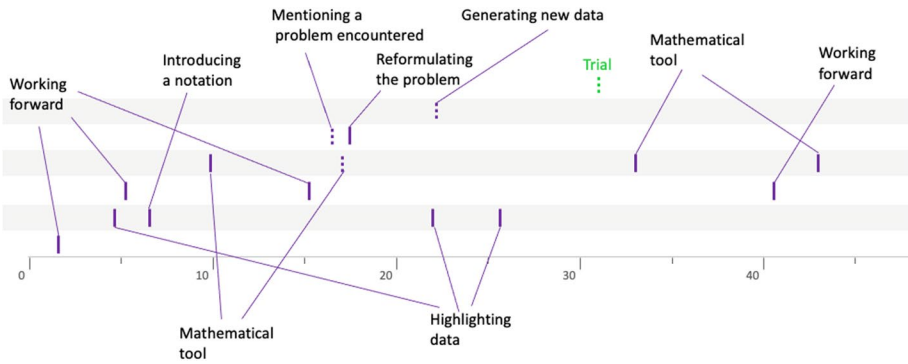 Mentioning a
problem encountered
Generating new data
Introducing
a notation
Reformulating
the problem
Mathematical
tool
Trial
Working
forward
Working
forward
0
10
20
30
40
Mathematical
tool
Highlighting
data